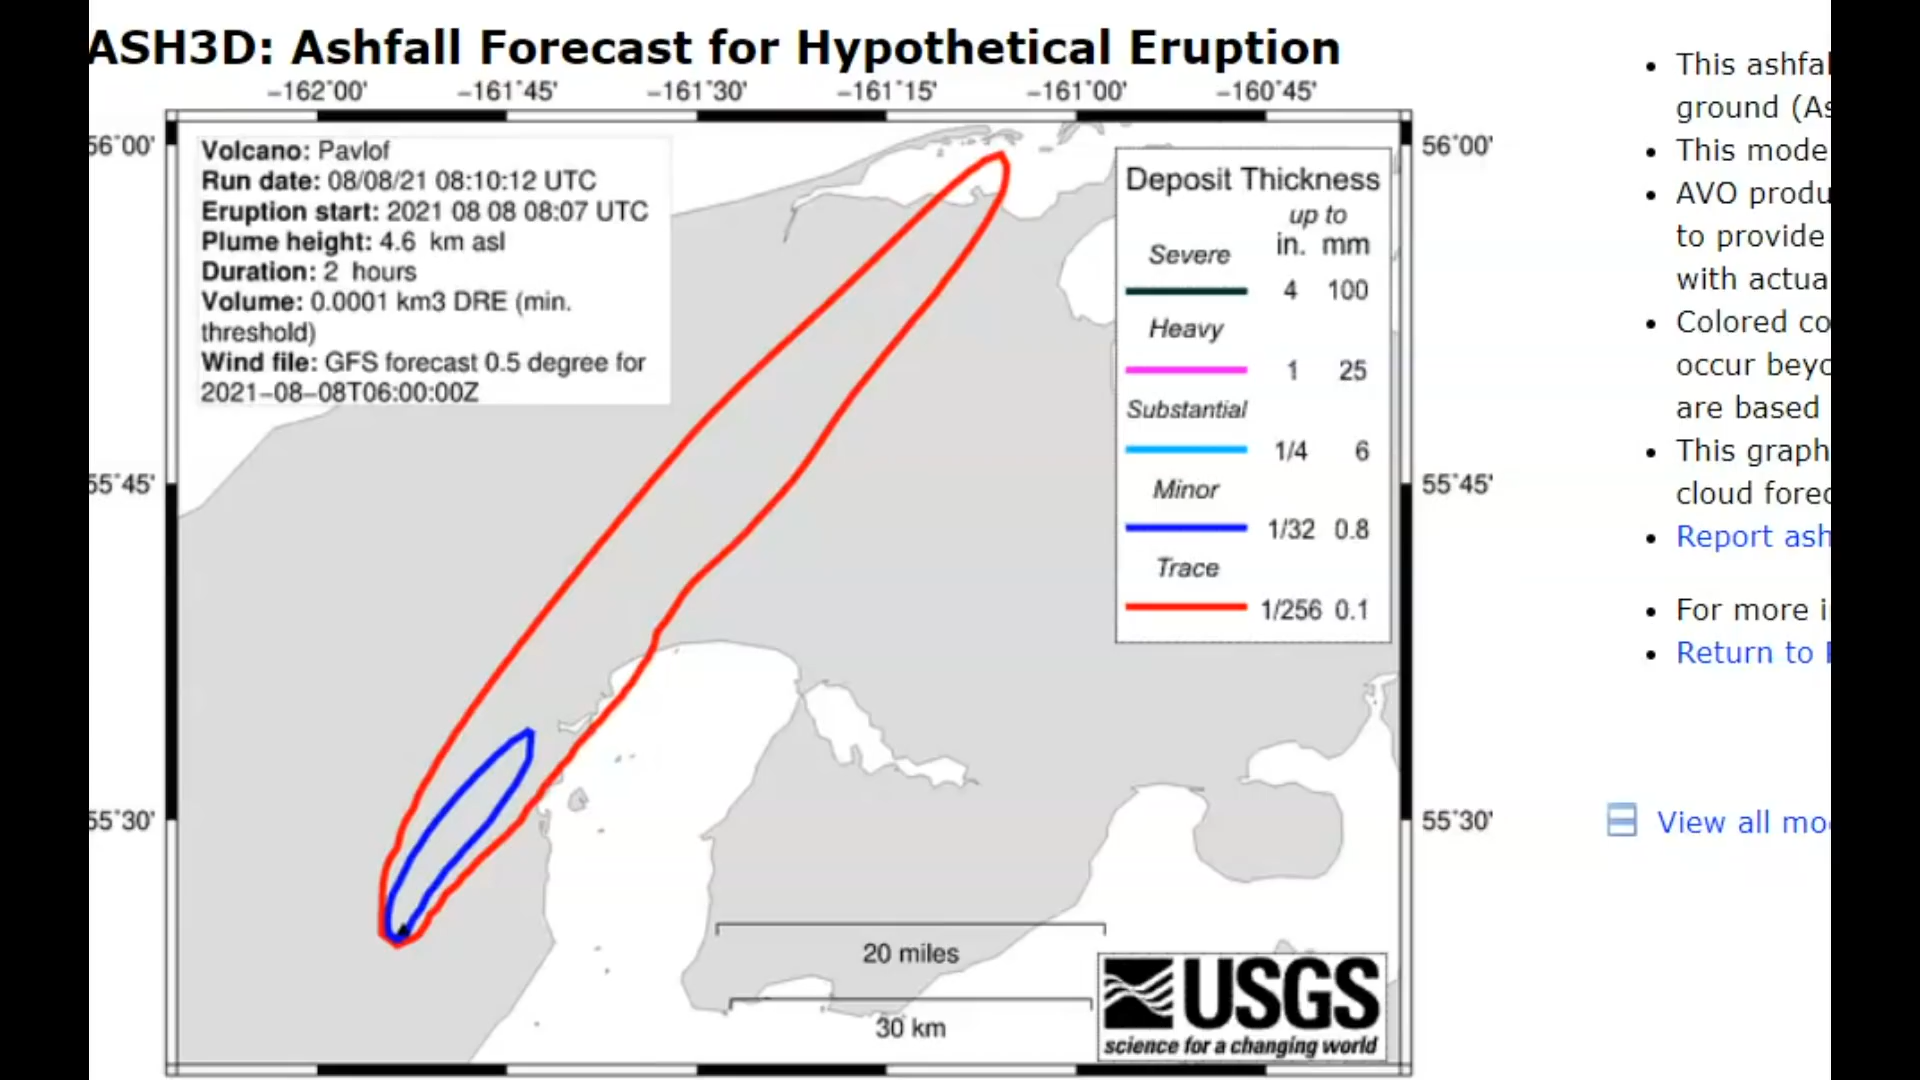 ASH3D: Ashfall Forecast for Hypothetical Eruption
−162°00' −161°45' −161°30' −161°15' −161°00' −160°45'
56°00' 56°00'
Volcano: Pavlof
Run date: 08/08/21 08:10:12 UTC
Eruption start: 2021 08 08 08:07 UTC
Plume height: 4.6 km asl
Duration: 2 hours
Volume: 0.0001 km3 DRE (min.
threshold)
Wind file: GFS forecast 0.5 degree for
2021−08−08T06:00:00Z
Deposit Thickness
up to
in. mm
Severe
4 100
Heavy
1 25
Substantial
1/4 6
Minor
1/32 0.8
Trace
1/256 0.1
55°45' 55°45'
55°30' 55°30'
20 miles
30 km
USGS
science for a changing world
• This ashfal
ground (As
• This mode
• AVO produ
to provide
with actua
• Colored co
occur beyo
are based
• This graph
cloud forec
• Report ash
• For more i
• Return to
View all mo